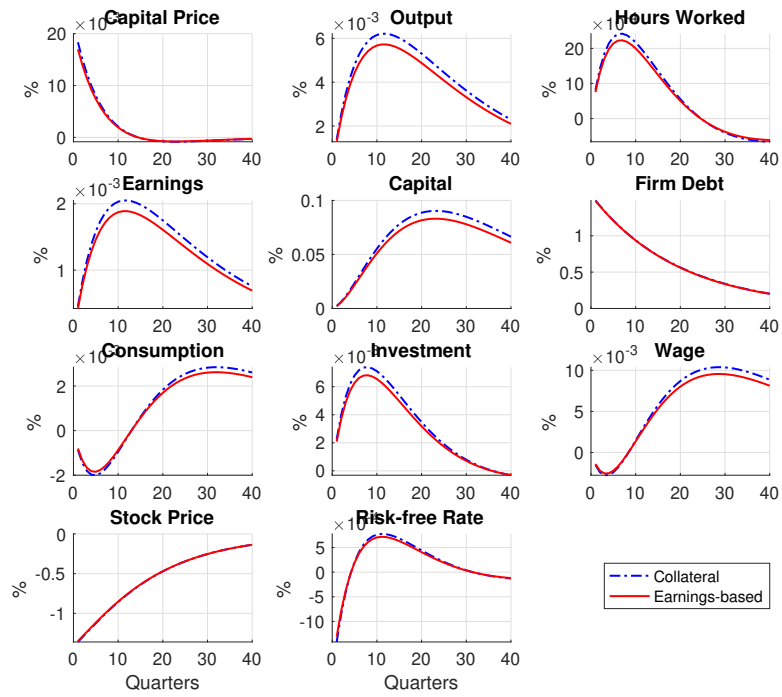 ×10⁻³ Capital Price
20
10
0
%
0 10 20 30 40
×10⁻³ Output
6
4
2
%
0 10 20 30 40
Hours Worked
20
10
0
%
0 10 20 30 40
×10⁻³ Earnings
2
1
%
0 10 20 30 40
Capital
0.1
0.05
0
%
0 10 20 30 40
Firm Debt
1
0.5
0
%
0 10 20 30 40
Consumption
2
0
-2
%
0 10 20 30 40
Investment
6
4
2
0
%
0 10 20 30 40
×10⁻³ Wage
10
5
0
%
0 10 20 30 40
Stock Price
0
-0.5
-1
%
0 10 20 30 40
Quarters
Risk-free Rate
5
0
-5
-10
%
0 10 20 30 40
Quarters
Collateral
Earnings-based